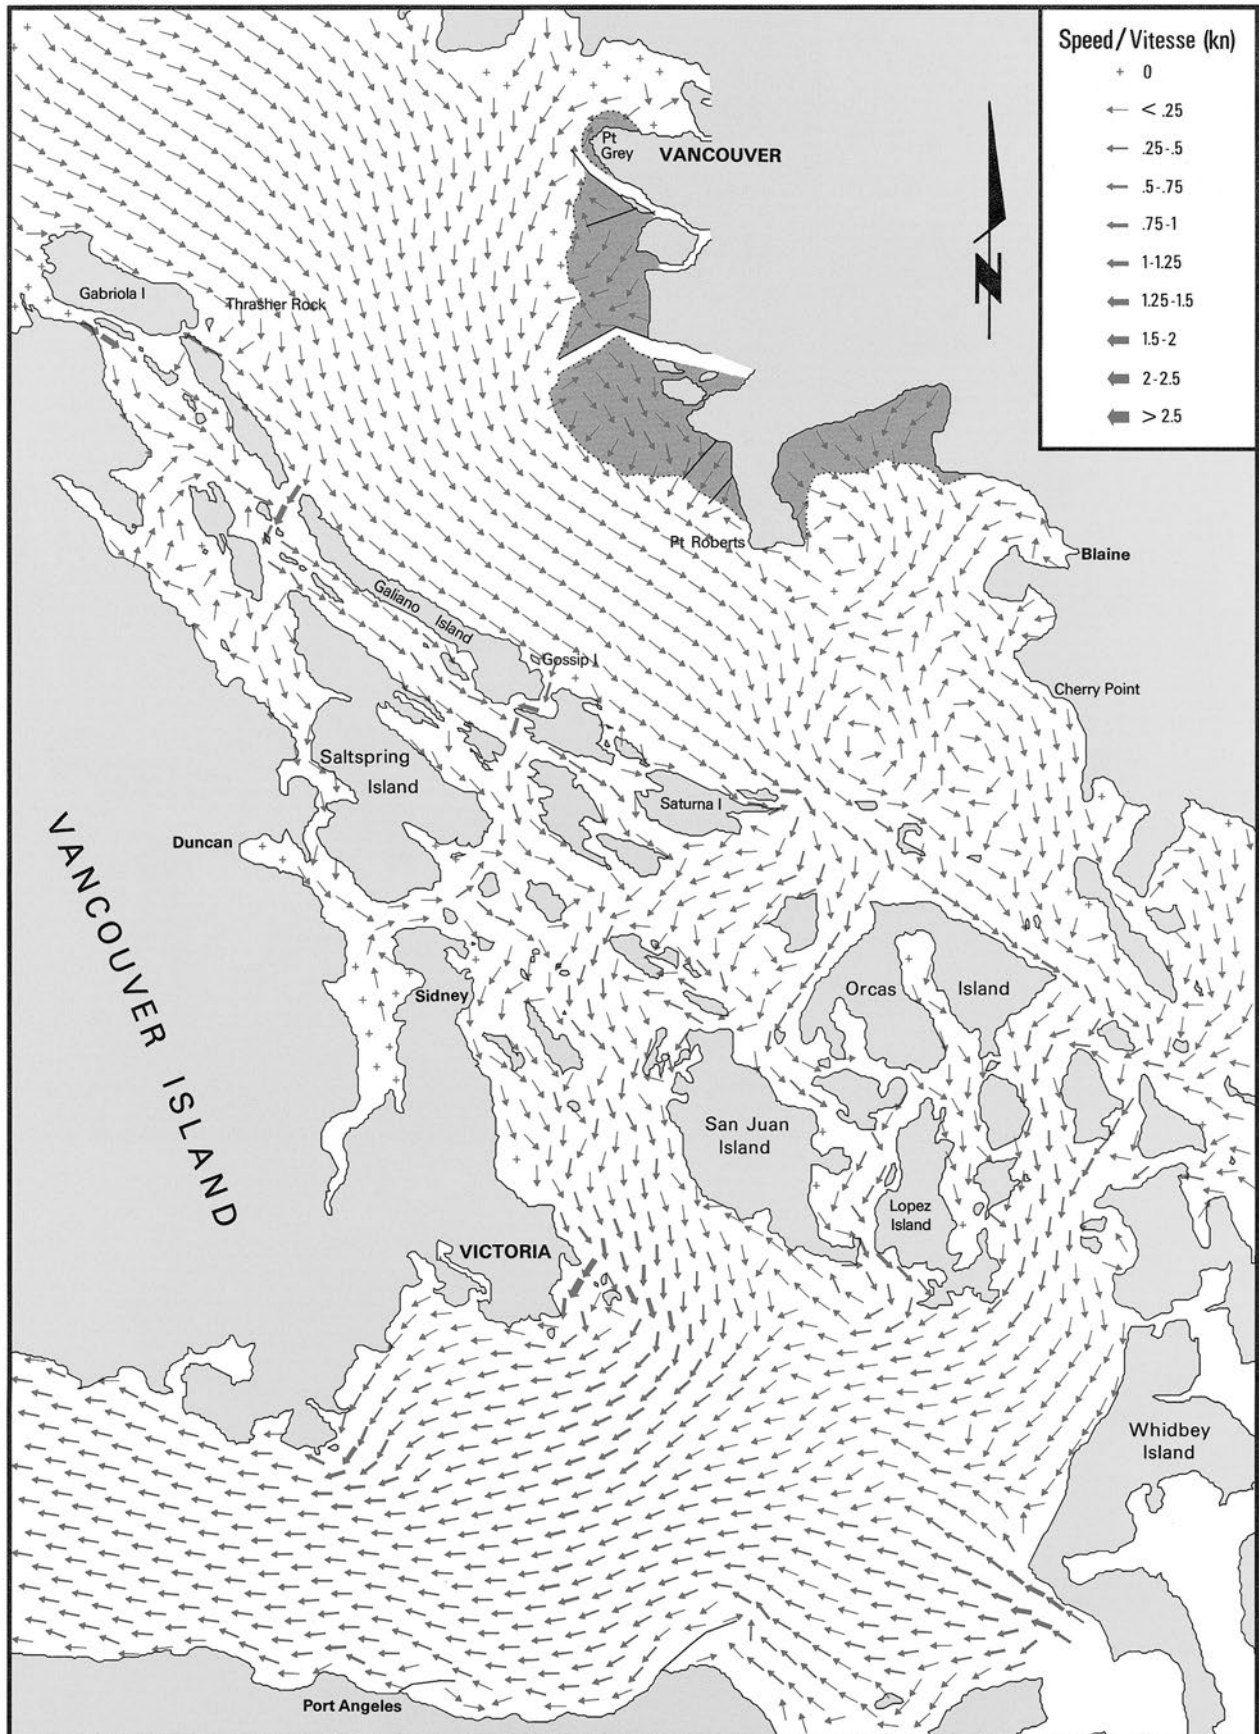 Speed/Vitesse (kn)
+ 0
< .25
.25-.5
.5-.75
.75-1
1-1.25
1.25-1.5
1.5-2
2-2.5
> 2.5
N
Pt
Grey
VANCOUVER
Gabriola I
Thrasher Rock
Pt Roberts
Blaine
Galiano
Island
Gossip I
Cherry Point
Saltspring
Island
Saturna I
Duncan
VANCOUVER ISLAND
Sidney
Orcas Island
San Juan
Island
Lopez
Island
VICTORIA
Whidbey
Island
Port Angeles